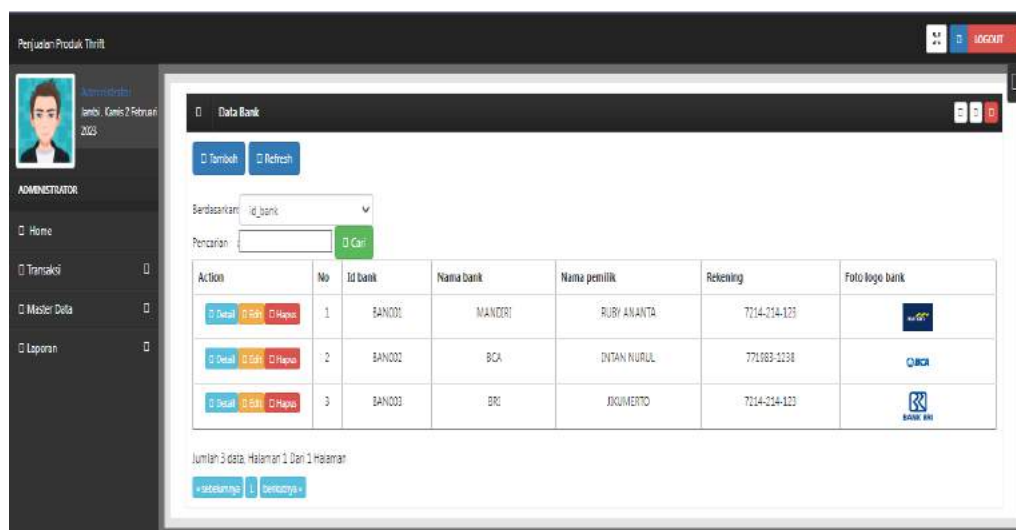 Penjualan Produk Thrift
LOGOUT
Administrator
Jambi, Kamis 2 Februari
2023
ADMINISTRATOR
Home
Transaksi
Master Data
Laporan
Data Bank
Tambah Refresh
Berdasarkan: id_bank
Pencarian : Cari
Action No Id bank Nama bank Nama pemilik Rekening Foto logo bank
Detail Edit Hapus 1 BAN001 MANDIRI RUBY ANANTA 7214-214-123
Detail Edit Hapus 2 BAN002 BCA INTAN NURUL 771983-1238 BCA
Detail Edit Hapus 3 BAN003 BRI JIKUMERTO 7214-214-123 BANK BRI
Jumlah 3 data, Halaman 1 Dari 1 Halaman
« sebelumnya 1 berikutnya »